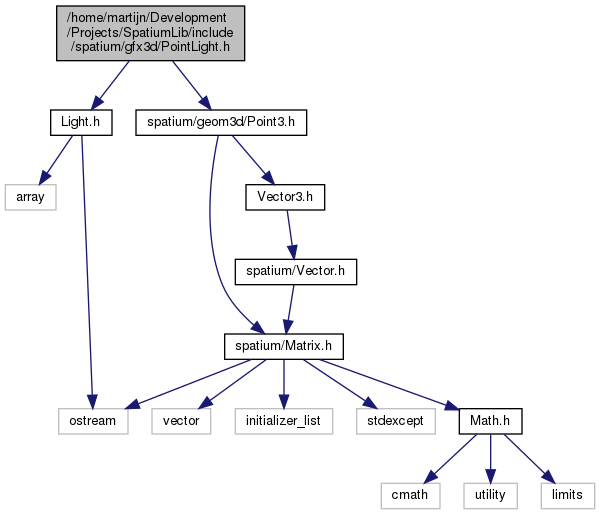 /home/martijn/Development
/Projects/SpatiumLib/include
/spatium/gfx3d/PointLight.h
Light.h
spatium/geom3d/Point3.h
array
Vector3.h
spatium/Vector.h
spatium/Matrix.h
ostream
vector
initializer_list
stdexcept
Math.h
cmath
utility
limits